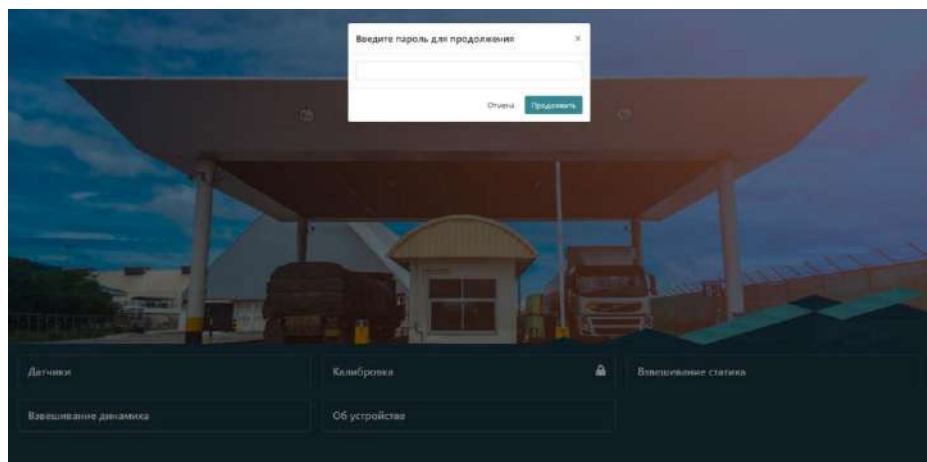 Введите пароль для продолжения
Отмена Продолжить
Датчики
Калибровка
Взвешивание статика
Взвешивание динамика
Об устройстве